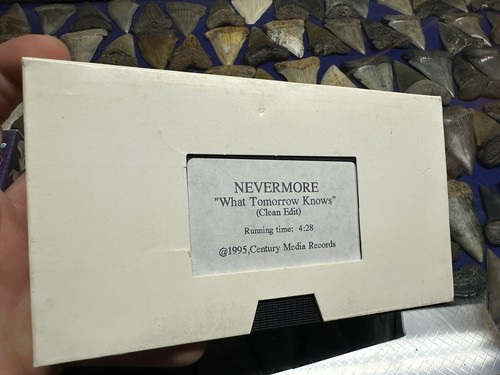 NEVERMORE
"What Tomorrow Knows"
(Clean Edit)
Running time: 4:28
@1995,Century Media Records